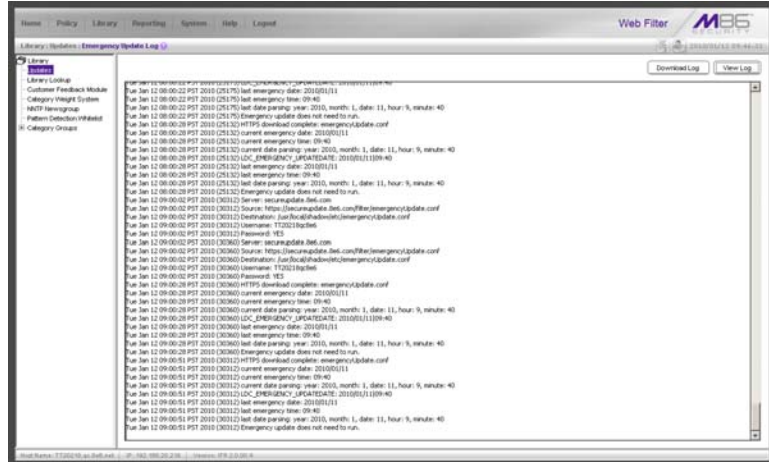 Home Policy Library Reporting System Help Logout
Web Filter
M86
SECURITY
Library : Updates : Emergency Update Log
2010/01/12 09:46:33
Library
Updates
Library Lookup
Customer Feedback Module
Category Weight System
NNTP Newsgroup
Pattern Detection Whitelist
Category Groups
Download Log View Log
Tue Jan 12 08:00:22 PST 2010 (25175) last emergency date: 2010/01/11
Tue Jan 12 08:00:22 PST 2010 (25175) last emergency time: 09:40
Tue Jan 12 08:00:22 PST 2010 (25175) last date parsing: year: 2010, month: 1, date: 11, hour: 9, minute: 40
Tue Jan 12 08:00:22 PST 2010 (25175) Emergency update does not need to run.
Tue Jan 12 08:00:28 PST 2010 (25132) HTTPS download complete: emergencyUpdate.conf
Tue Jan 12 08:00:28 PST 2010 (25132) current emergency date: 2010/01/11
Tue Jan 12 08:00:28 PST 2010 (25132) current emergency time: 09:40
Tue Jan 12 08:00:28 PST 2010 (25132) current date parsing: year: 2010, month: 1, date: 11, hour: 9, minute: 40
Tue Jan 12 08:00:28 PST 2010 (25132) LDC_EMERGENCY_UPDATEDATE: 2010/01/11|09:40
Tue Jan 12 08:00:28 PST 2010 (25132) last emergency date: 2010/01/11
Tue Jan 12 08:00:28 PST 2010 (25132) last emergency time: 09:40
Tue Jan 12 08:00:28 PST 2010 (25132) last date parsing: year: 2010, month: 1, date: 11, hour: 9, minute: 40
Tue Jan 12 08:00:28 PST 2010 (25132) Emergency update does not need to run.
Tue Jan 12 09:00:02 PST 2010 (30312) Server: secureupdate.8e6.com
Tue Jan 12 09:00:02 PST 2010 (30312) Source: https://secureupdate.8e6.com/filter/emergencyUpdate.conf
Tue Jan 12 09:00:02 PST 2010 (30312) Destination: /usr/local/shadow/etc/emergencyUpdate.conf
Tue Jan 12 09:00:02 PST 2010 (30312) Username: TT20218qc8e6
Tue Jan 12 09:00:02 PST 2010 (30312) Password: YES
Tue Jan 12 09:00:02 PST 2010 (30360) Server: secureupdate.8e6.com
Tue Jan 12 09:00:02 PST 2010 (30360) Source: https://secureupdate.8e6.com/filter/emergencyUpdate.conf
Tue Jan 12 09:00:02 PST 2010 (30360) Destination: /usr/local/shadow/etc/emergencyUpdate.conf
Tue Jan 12 09:00:02 PST 2010 (30360) Username: TT20218qc8e6
Tue Jan 12 09:00:02 PST 2010 (30360) Password: YES
Tue Jan 12 09:00:28 PST 2010 (30360) HTTPS download complete: emergencyUpdate.conf
Tue Jan 12 09:00:28 PST 2010 (30360) current emergency date: 2010/01/11
Tue Jan 12 09:00:28 PST 2010 (30360) current emergency time: 09:40
Tue Jan 12 09:00:28 PST 2010 (30360) current date parsing: year: 2010, month: 1, date: 11, hour: 9, minute: 40
Tue Jan 12 09:00:28 PST 2010 (30360) LDC_EMERGENCY_UPDATEDATE: 2010/01/11|09:40
Tue Jan 12 09:00:28 PST 2010 (30360) last emergency date: 2010/01/11
Tue Jan 12 09:00:28 PST 2010 (30360) last emergency time: 09:40
Tue Jan 12 09:00:28 PST 2010 (30360) last date parsing: year: 2010, month: 1, date: 11, hour: 9, minute: 40
Tue Jan 12 09:00:28 PST 2010 (30360) Emergency update does not need to run.
Tue Jan 12 09:00:51 PST 2010 (30312) HTTPS download complete: emergencyUpdate.conf
Tue Jan 12 09:00:51 PST 2010 (30312) current emergency date: 2010/01/11
Tue Jan 12 09:00:51 PST 2010 (30312) current emergency time: 09:40
Tue Jan 12 09:00:51 PST 2010 (30312) current date parsing: year: 2010, month: 1, date: 11, hour: 9, minute: 40
Tue Jan 12 09:00:51 PST 2010 (30312) LDC_EMERGENCY_UPDATEDATE: 2010/01/11|09:40
Tue Jan 12 09:00:51 PST 2010 (30312) last emergency date: 2010/01/11
Tue Jan 12 09:00:51 PST 2010 (30312) last emergency time: 09:40
Tue Jan 12 09:00:51 PST 2010 (30312) last date parsing: year: 2010, month: 1, date: 11, hour: 9, minute: 40
Tue Jan 12 09:00:51 PST 2010 (30312) Emergency update does not need to run.
Host Name: IP: Version: